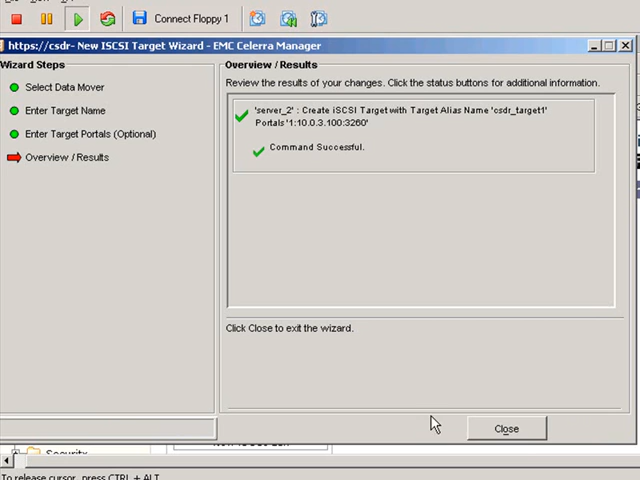 Connect Floppy 1
https://csdr- New ISCSI Target Wizard - EMC Celerra Manager
Wizard Steps
Select Data Mover
Enter Target Name
Enter Target Portals (Optional)
Overview / Results
Overview / Results
Review the results of your changes. Click the status buttons for additional information.
'server_2' : Create iSCSI Target with Target Alias Name 'csdr_target1'
Portals '1:10.0.3.100:3260'
Command Successful.
Click Close to exit the wizard.
Close
Security
To release cursor, press CTRL + ALT